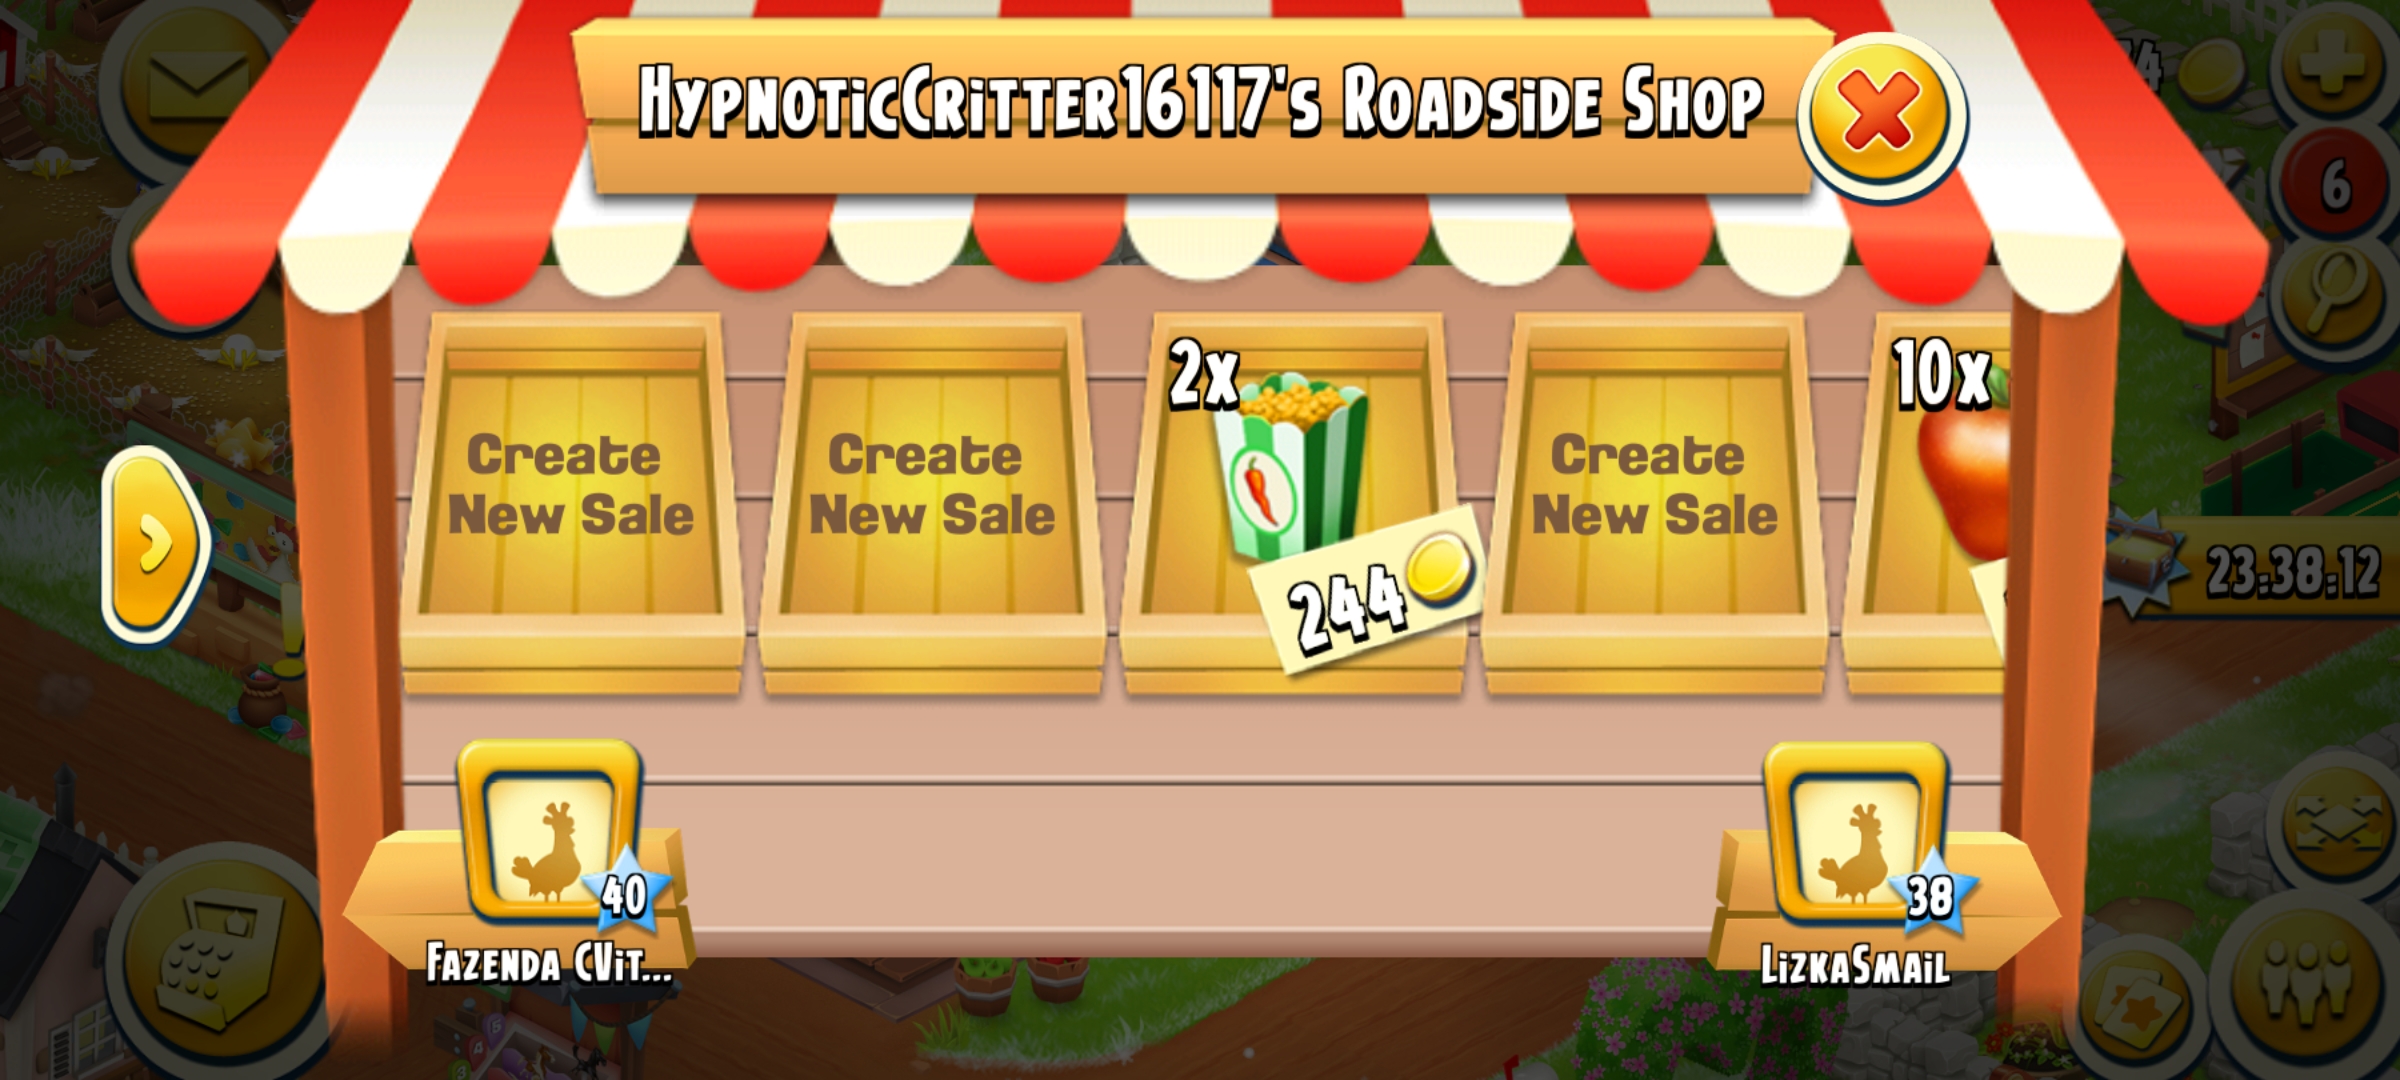 HypnoticCritter16117's Roadside Shop
6
2x
10x
Create
New Sale
Create
New Sale
Create
New Sale
244
23:38:12
40
38
Fazenda CVit...
LizkaSmail